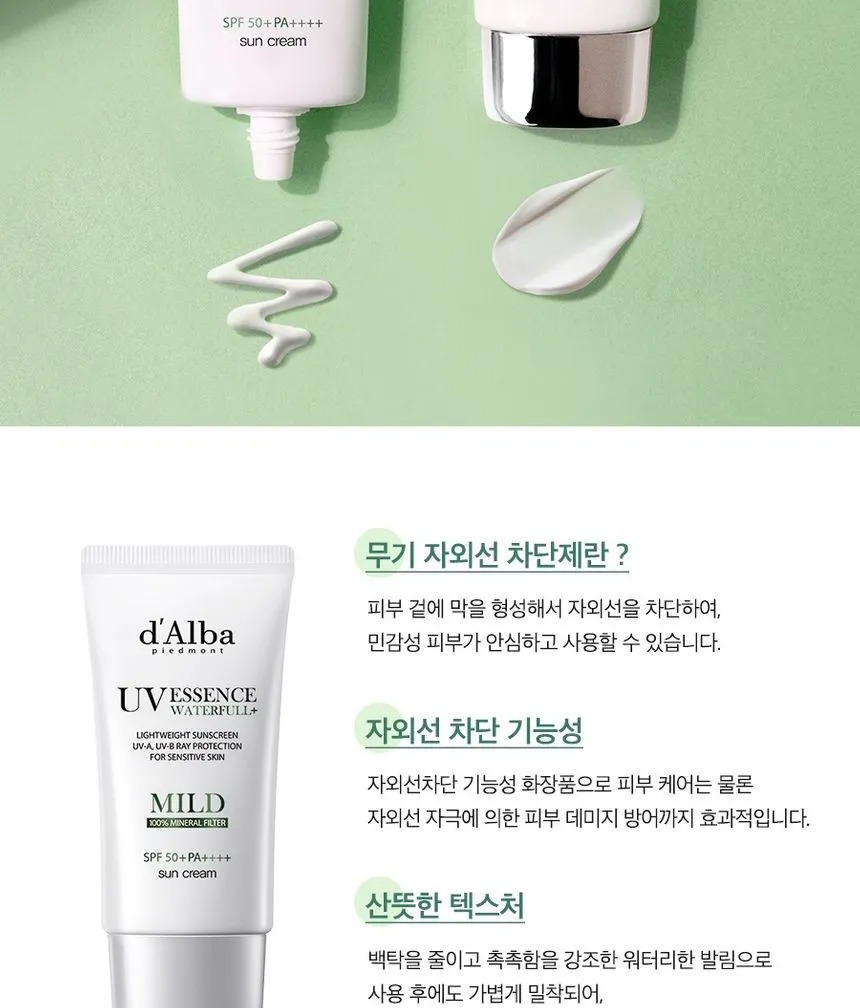 SPF 50+PA++++
sun cream
d'Alba
piedmont
UV ESSENCE
WATERFULL+
LIGHTWEIGHT SUNSCREEN
UV-A, UV-B RAY PROTECTION
FOR SENSITIVE SKIN
MILD
100% MINERAL FILTER
SPF 50+PA++++
sun cream
무기 자외선 차단제란 ?
피부 겉에 막을 형성해서 자외선을 차단하여,
민감성 피부가 안심하고 사용할 수 있습니다.
자외선 차단 기능성
자외선차단 기능성 화장품으로 피부 케어는 물론
자외선 자극에 의한 피부 데미지 방어까지 효과적입니다.
산뜻한 텍스처
백탁을 줄이고 촉촉함을 강조한 워터리한 발림으로
사용 후에도 가볍게 밀착되어,